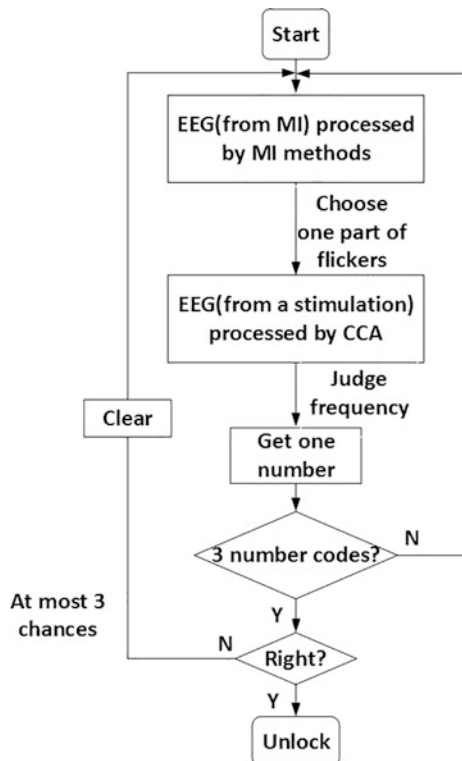 Start
EEG(from MI) processed
by MI methods
Choose
one part of
flickers
EEG(from a stimulation)
processed by CCA
Judge
frequency
Clear
Get one
number
3 number codes?
N
At most 3
chances
Y
N
Right?
Y
Unlock